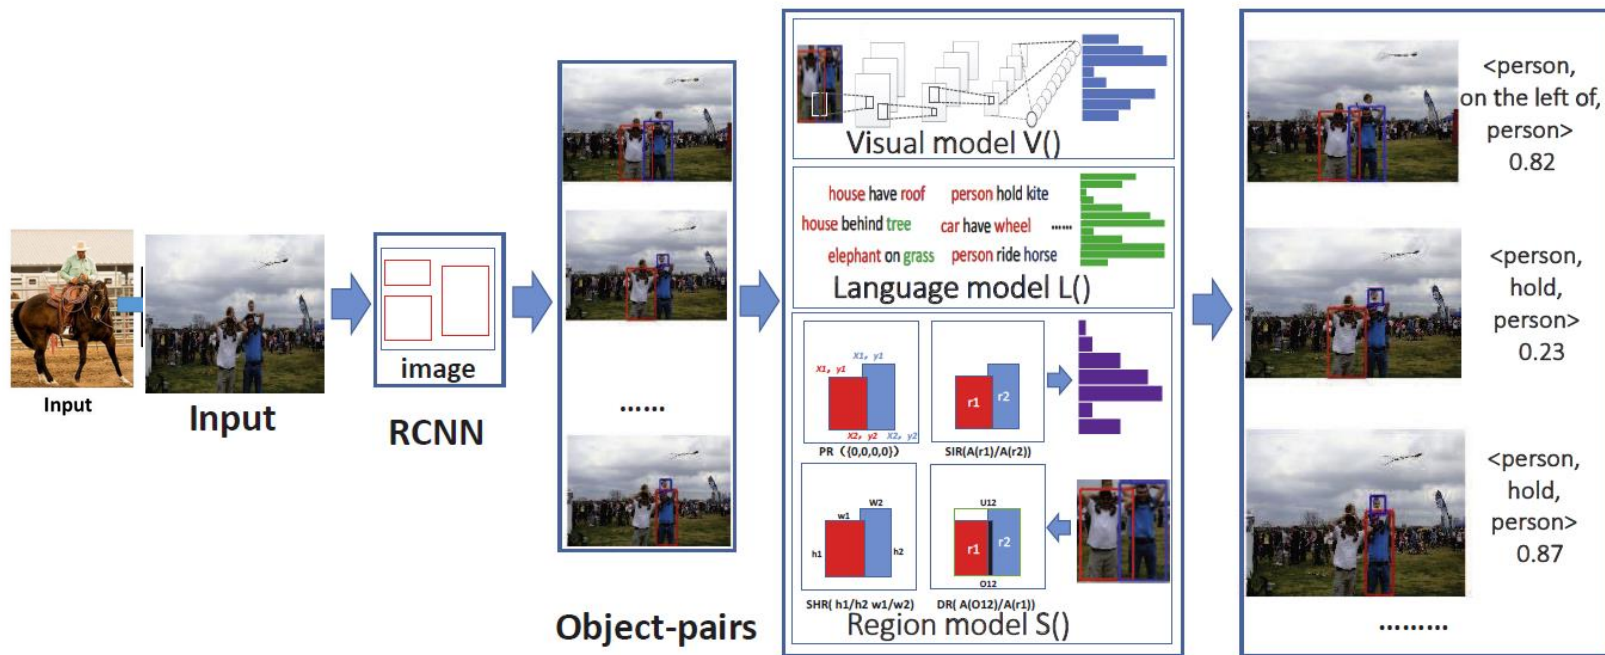 Input
Input
image
RCNN
……
Object-pairs
Visual model V()
house have roof
person hold kite
house behind tree
car have wheel
……
elephant on grass
person ride horse
Language model L()
X1, y1
X1, y1
X2, y2
X2, y2
PR ({0,0,0,0})
r1
r2
SIR(A(r1)/A(r2))
w1
W2
h1
h2
SHR( h1/h2 w1/w2)
U12
r1
r2
O12
DR( A(O12)/A(r1))
Region model S()
<person,
on the left of,
person>
0.82
<person,
hold,
person>
0.23
<person,
hold,
person>
0.87
………